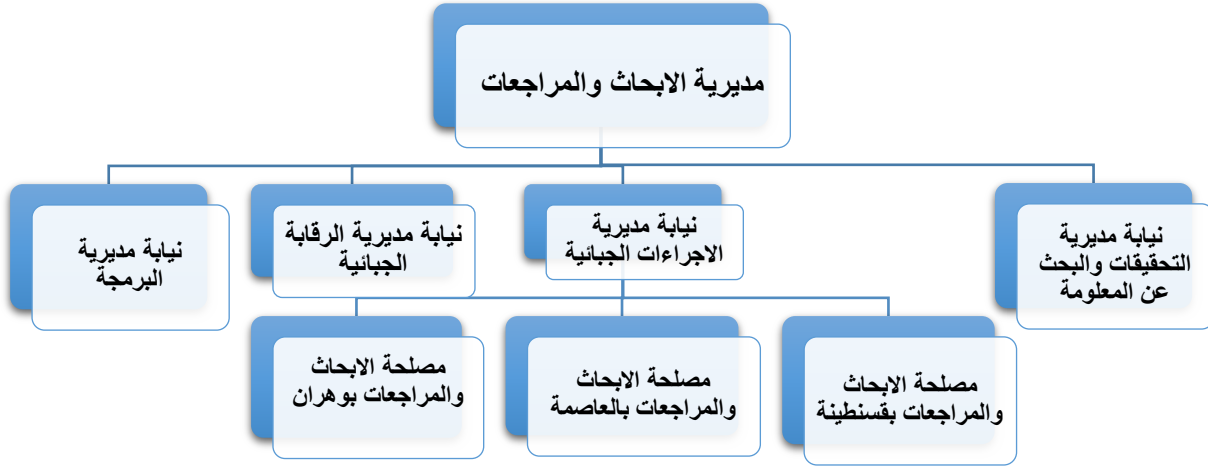 مديرية الابحاث والمراجعات
نيابة مديرية
التحقيقات والبحث
عن المعلومة
نيابة مديرية
الاجراءات الجبائية
نيابة مديرية الرقابة
الجبائية
نيابة مديرية
البرمجة
مصلحة الابحاث
والمراجعات بقسنطينة
مصلحة الابحاث
والمراجعات بالعاصمة
مصلحة الابحاث
والمراجعات بوهران